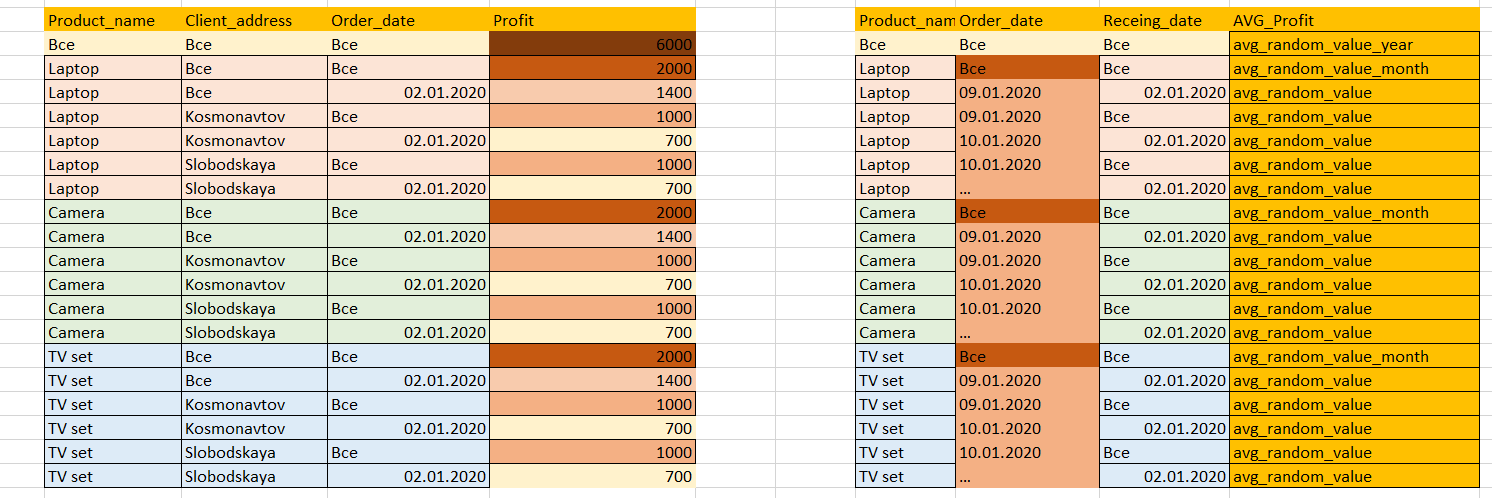 Product_name Client_address Order_date Profit
Все Все Все 6000
Laptop Все Все 2000
Laptop Все 02.01.2020 1400
Laptop Kosmonavtov Все 1000
Laptop Kosmonavtov 02.01.2020 700
Laptop Slobodskaya Все 1000
Laptop Slobodskaya 02.01.2020 700
Camera Все Все 2000
Camera Все 02.01.2020 1400
Camera Kosmonavtov Все 1000
Camera Kosmonavtov 02.01.2020 700
Camera Slobodskaya Все 1000
Camera Slobodskaya 02.01.2020 700
TV set Все Все 2000
TV set Все 02.01.2020 1400
TV set Kosmonavtov Все 1000
TV set Kosmonavtov 02.01.2020 700
TV set Slobodskaya Все 1000
TV set Slobodskaya 02.01.2020 700
Product_nam Order_date Receing_date AVG_Profit
Все Все Все avg_random_value_year
Laptop Все Все avg_random_value_month
Laptop 09.01.2020 02.01.2020 avg_random_value
Laptop 09.01.2020 Все avg_random_value
Laptop 10.01.2020 02.01.2020 avg_random_value
Laptop 10.01.2020 Все avg_random_value
Laptop ... 02.01.2020 avg_random_value
Camera Все Все avg_random_value_month
Camera 09.01.2020 02.01.2020 avg_random_value
Camera 09.01.2020 Все avg_random_value
Camera 10.01.2020 02.01.2020 avg_random_value
Camera 10.01.2020 Все avg_random_value
Camera ... 02.01.2020 avg_random_value
TV set Все Все avg_random_value_month
TV set 09.01.2020 02.01.2020 avg_random_value
TV set 09.01.2020 Все avg_random_value
TV set 10.01.2020 02.01.2020 avg_random_value
TV set 10.01.2020 Все avg_random_value
TV set ... 02.01.2020 avg_random_value